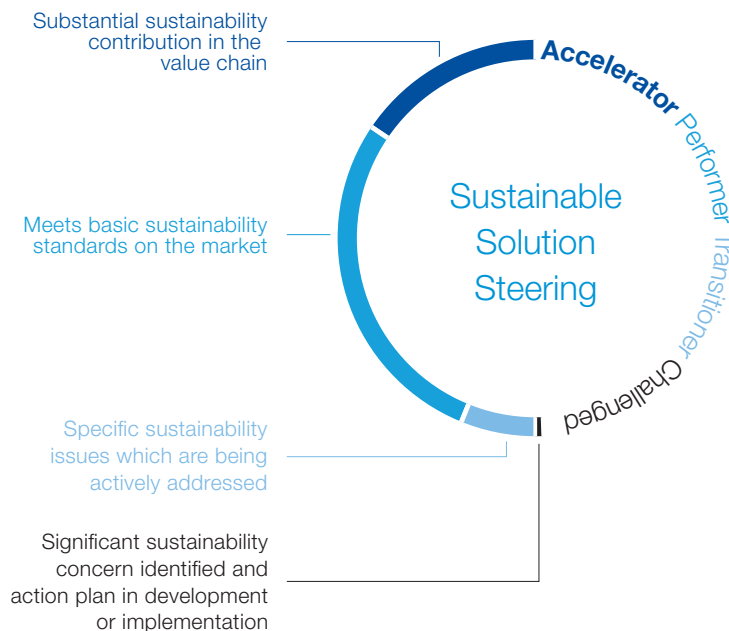 Substantial sustainability
contribution in the
value chain
Accelerator
Performer
Transitioner
Challenged
Sustainable
Solution
Steering
Meets basic sustainability
standards on the market
Specific sustainability
issues which are being
actively addressed
Significant sustainability
concern identified and
action plan in development
or implementation